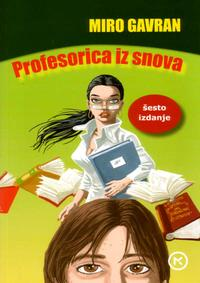 MIRO GAVRAN
Profesorica iz snova
šesto
izdanje